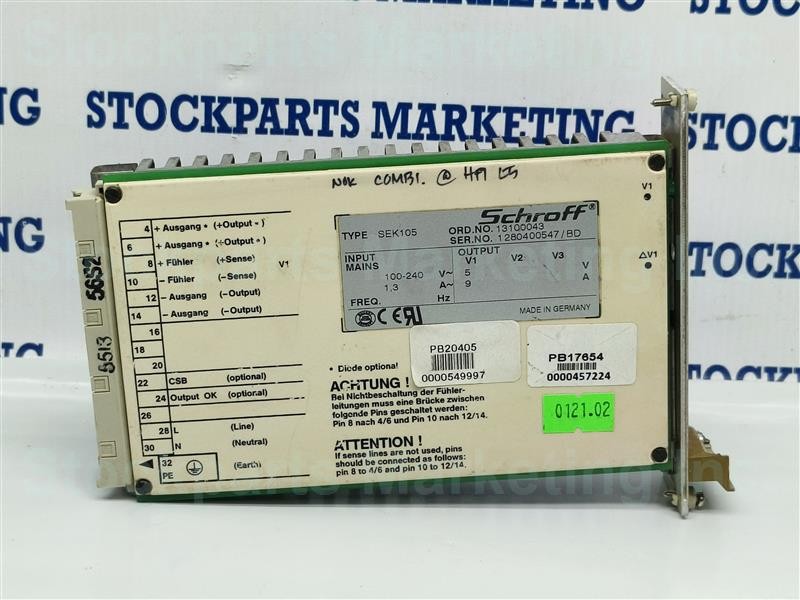 Stockparts Marketing Inc
STOCKPARTS MARKETING
NOK COMBI. @ HPI
Schroff®
TYPE SEK105 ORD.NO. 13100043
SER.NO. 1280400547/BD
INPUT OUTPUT
MAINS V1 V2 V3
100-240 V~ 5 V
1,3 A~ 9 A
FREQ. Hz
MADE IN GERMANY
CE
V1
△V1
4 + Ausgang * (+Output *)
6 + Ausgang * (+Output *)
8 + Fühler (+Sense) V1
10 - Fühler (-Sense)
12 - Ausgang (-Output)
14 - Ausgang (-Output)
16
18
20
22 CSB (optional)
24 Output OK (optional)
26
28 L (Line)
30 N (Neutral)
32 PE (Earth)
5652
5513
* Diode optional
ACHTUNG !
Bei Nichtbeschaltung der Fühler-
leitungen muss eine Brücke zwischen
folgende Pins geschaltet werden:
Pin 8 nach 4/6 und Pin 10 nach 12/14.
ATTENTION !
If sense lines are not used, pins
should be connected as follows:
pin 8 to 4/6 and pin 10 to 12/14.
PB20405
0000549997
PB17654
0000457224
0121.02